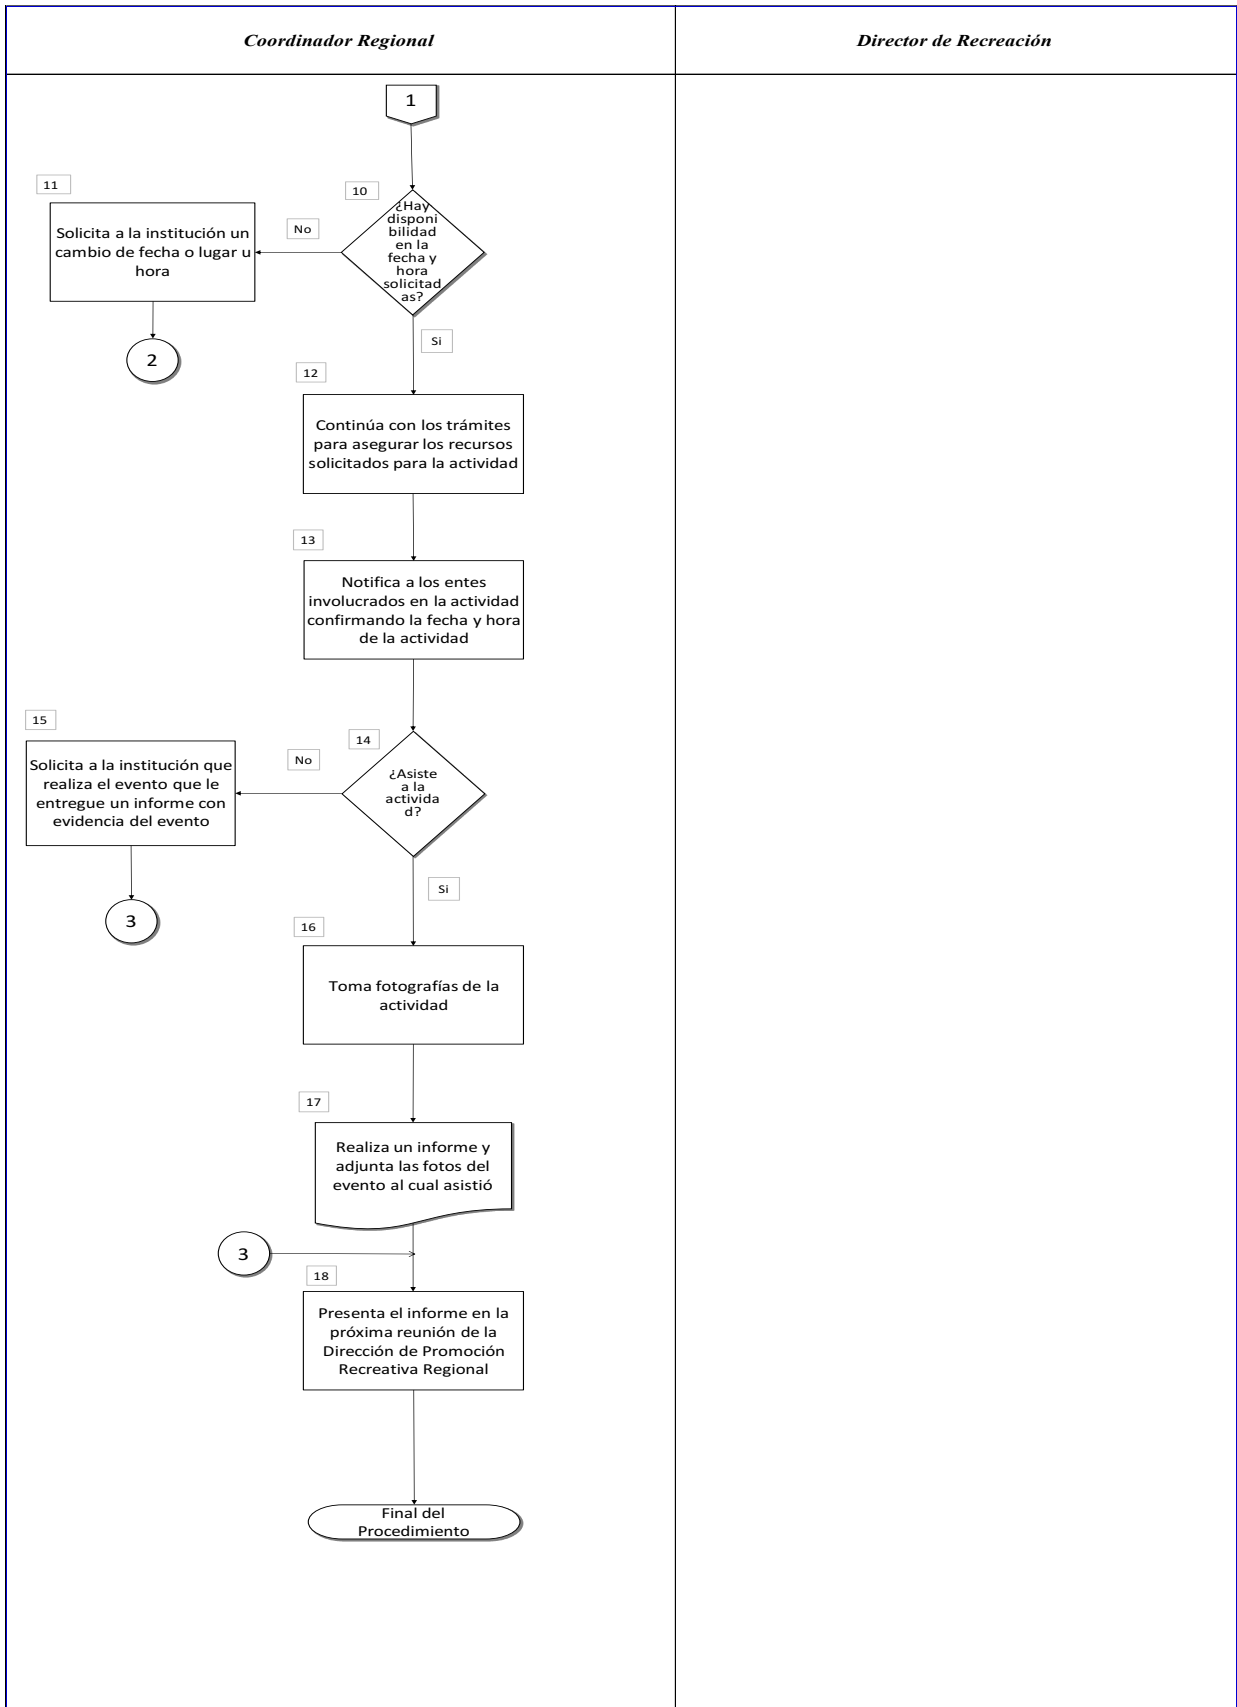 Coordinador Regional
Director de Recreación
1
11
10
¿Hay
disponi
bilidad
en la
fecha y
hora
solicitad
as?
No
Solicita a la institución un
cambio de fecha o lugar u
hora
2
Si
12
Continúa con los trámites
para asegurar los recursos
solicitados para la actividad
13
Notifica a los entes
involucrados en la actividad
confirmando la fecha y hora
de la actividad
15
14
¿Asiste
a la
activida
d?
No
Solicita a la institución que
realiza el evento que le
entregue un informe con
evidencia del evento
3
Si
16
Toma fotografías de la
actividad
17
Realiza un informe y
adjunta las fotos del
evento al cual asistió
3
18
Presenta el informe en la
próxima reunión de la
Dirección de Promoción
Recreativa Regional
Final del
Procedimiento